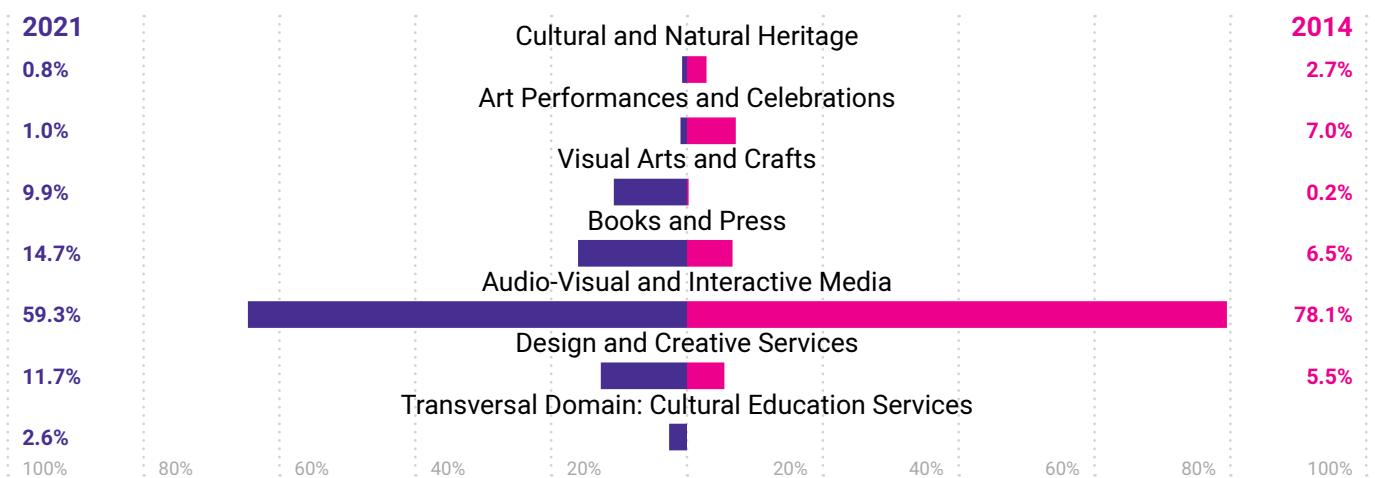 2021 2014
Cultural and Natural Heritage
0.8% 2.7%
Art Performances and Celebrations
1.0% 7.0%
Visual Arts and Crafts
9.9% 0.2%
Books and Press
14.7% 6.5%
Audio-Visual and Interactive Media
59.3% 78.1%
Design and Creative Services
11.7% 5.5%
Transversal Domain: Cultural Education Services
2.6%
100% 80% 60% 40% 20% 20% 40% 60% 80% 100%